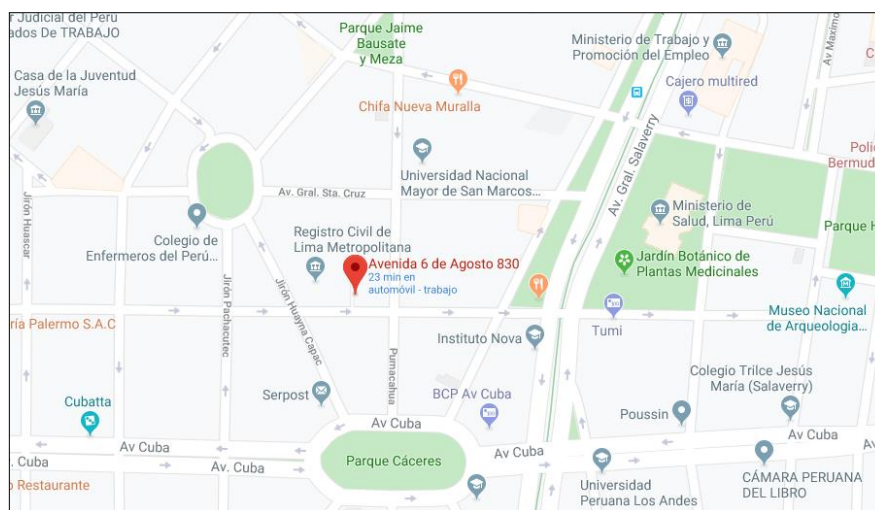 Judicial del Perú
ados De TRABAJO
Casa de la Juventud
Jesús María
Parque Jaime
Bausate
y Meza
Chifa Nueva Muralla
Ministerio de Trabajo y
Promoción del Empleo
Cajero multired
Av Maximo
Polic
Bermud
Universidad Nacional
Mayor de San Marcos...
Av. Gral. Salaverry
Av. Gral. Sta. Cruz
Jirón Huascar
Colegio de
Enfermeros del Perú...
Registro Civil de
Lima Metropolitana
Avenida 6 de Agosto 830
23 min en
automóvil - trabajo
Ministerio de
Salud, Lima Perú
Parque H
Jardín Botánico de
Plantas Medicinales
Jirón Pachacutec
Jirón Huayna Capac
Pumacahua
ría Palermo S.A.C
Instituto Nova
Tumi
Museo Nacional
de Arqueologia...
Colegio Trilce Jesús
María (Salaverry)
Serpost
BCP Av Cuba
Poussin
Cubatta
Av Cuba
Av Cuba
Av Cuba
Av. Cuba
Av. Cuba
Av Cuba
Parque Cáceres
o Restaurante
Universidad
Peruana Los Andes
CÁMARA PERUANA
DEL LIBRO